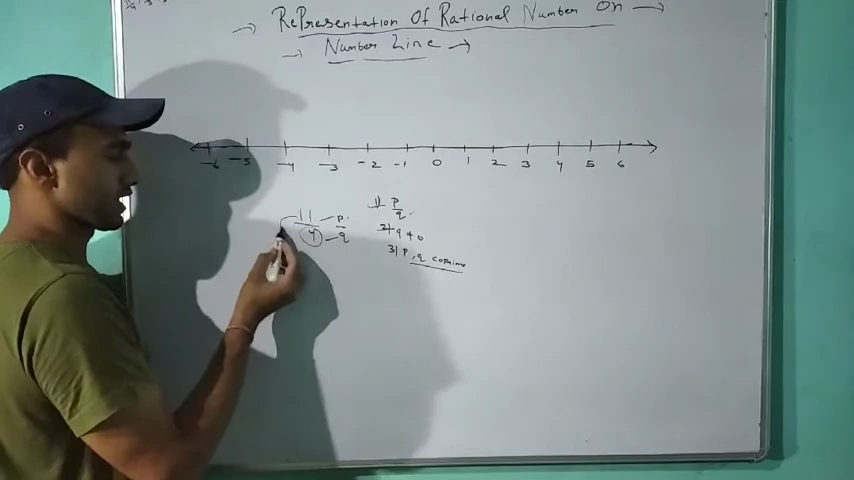 → RePresentation Of Rational Number On →
→ Number Line →
-6 -5 -4 -3 -2 -1 0 1 2 3 4 5 6
11 - p
4 - q
1) p/q
2) q ≠ 0
3) p, q coprime